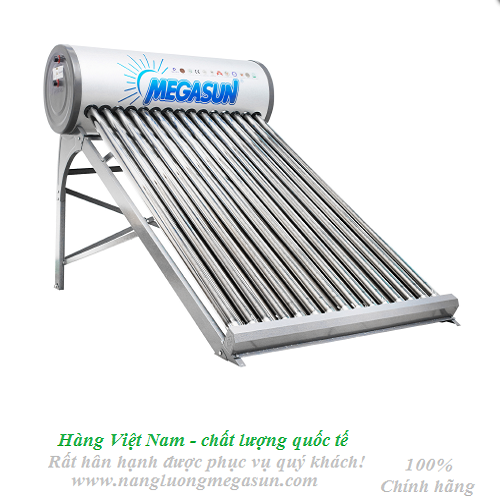 MEGASUN
Hàng Việt Nam - chất lượng quốc tế
Rất hân hạnh được phục vụ quý khách!
www.nangluongmegasun.com
100%
Chính hãng